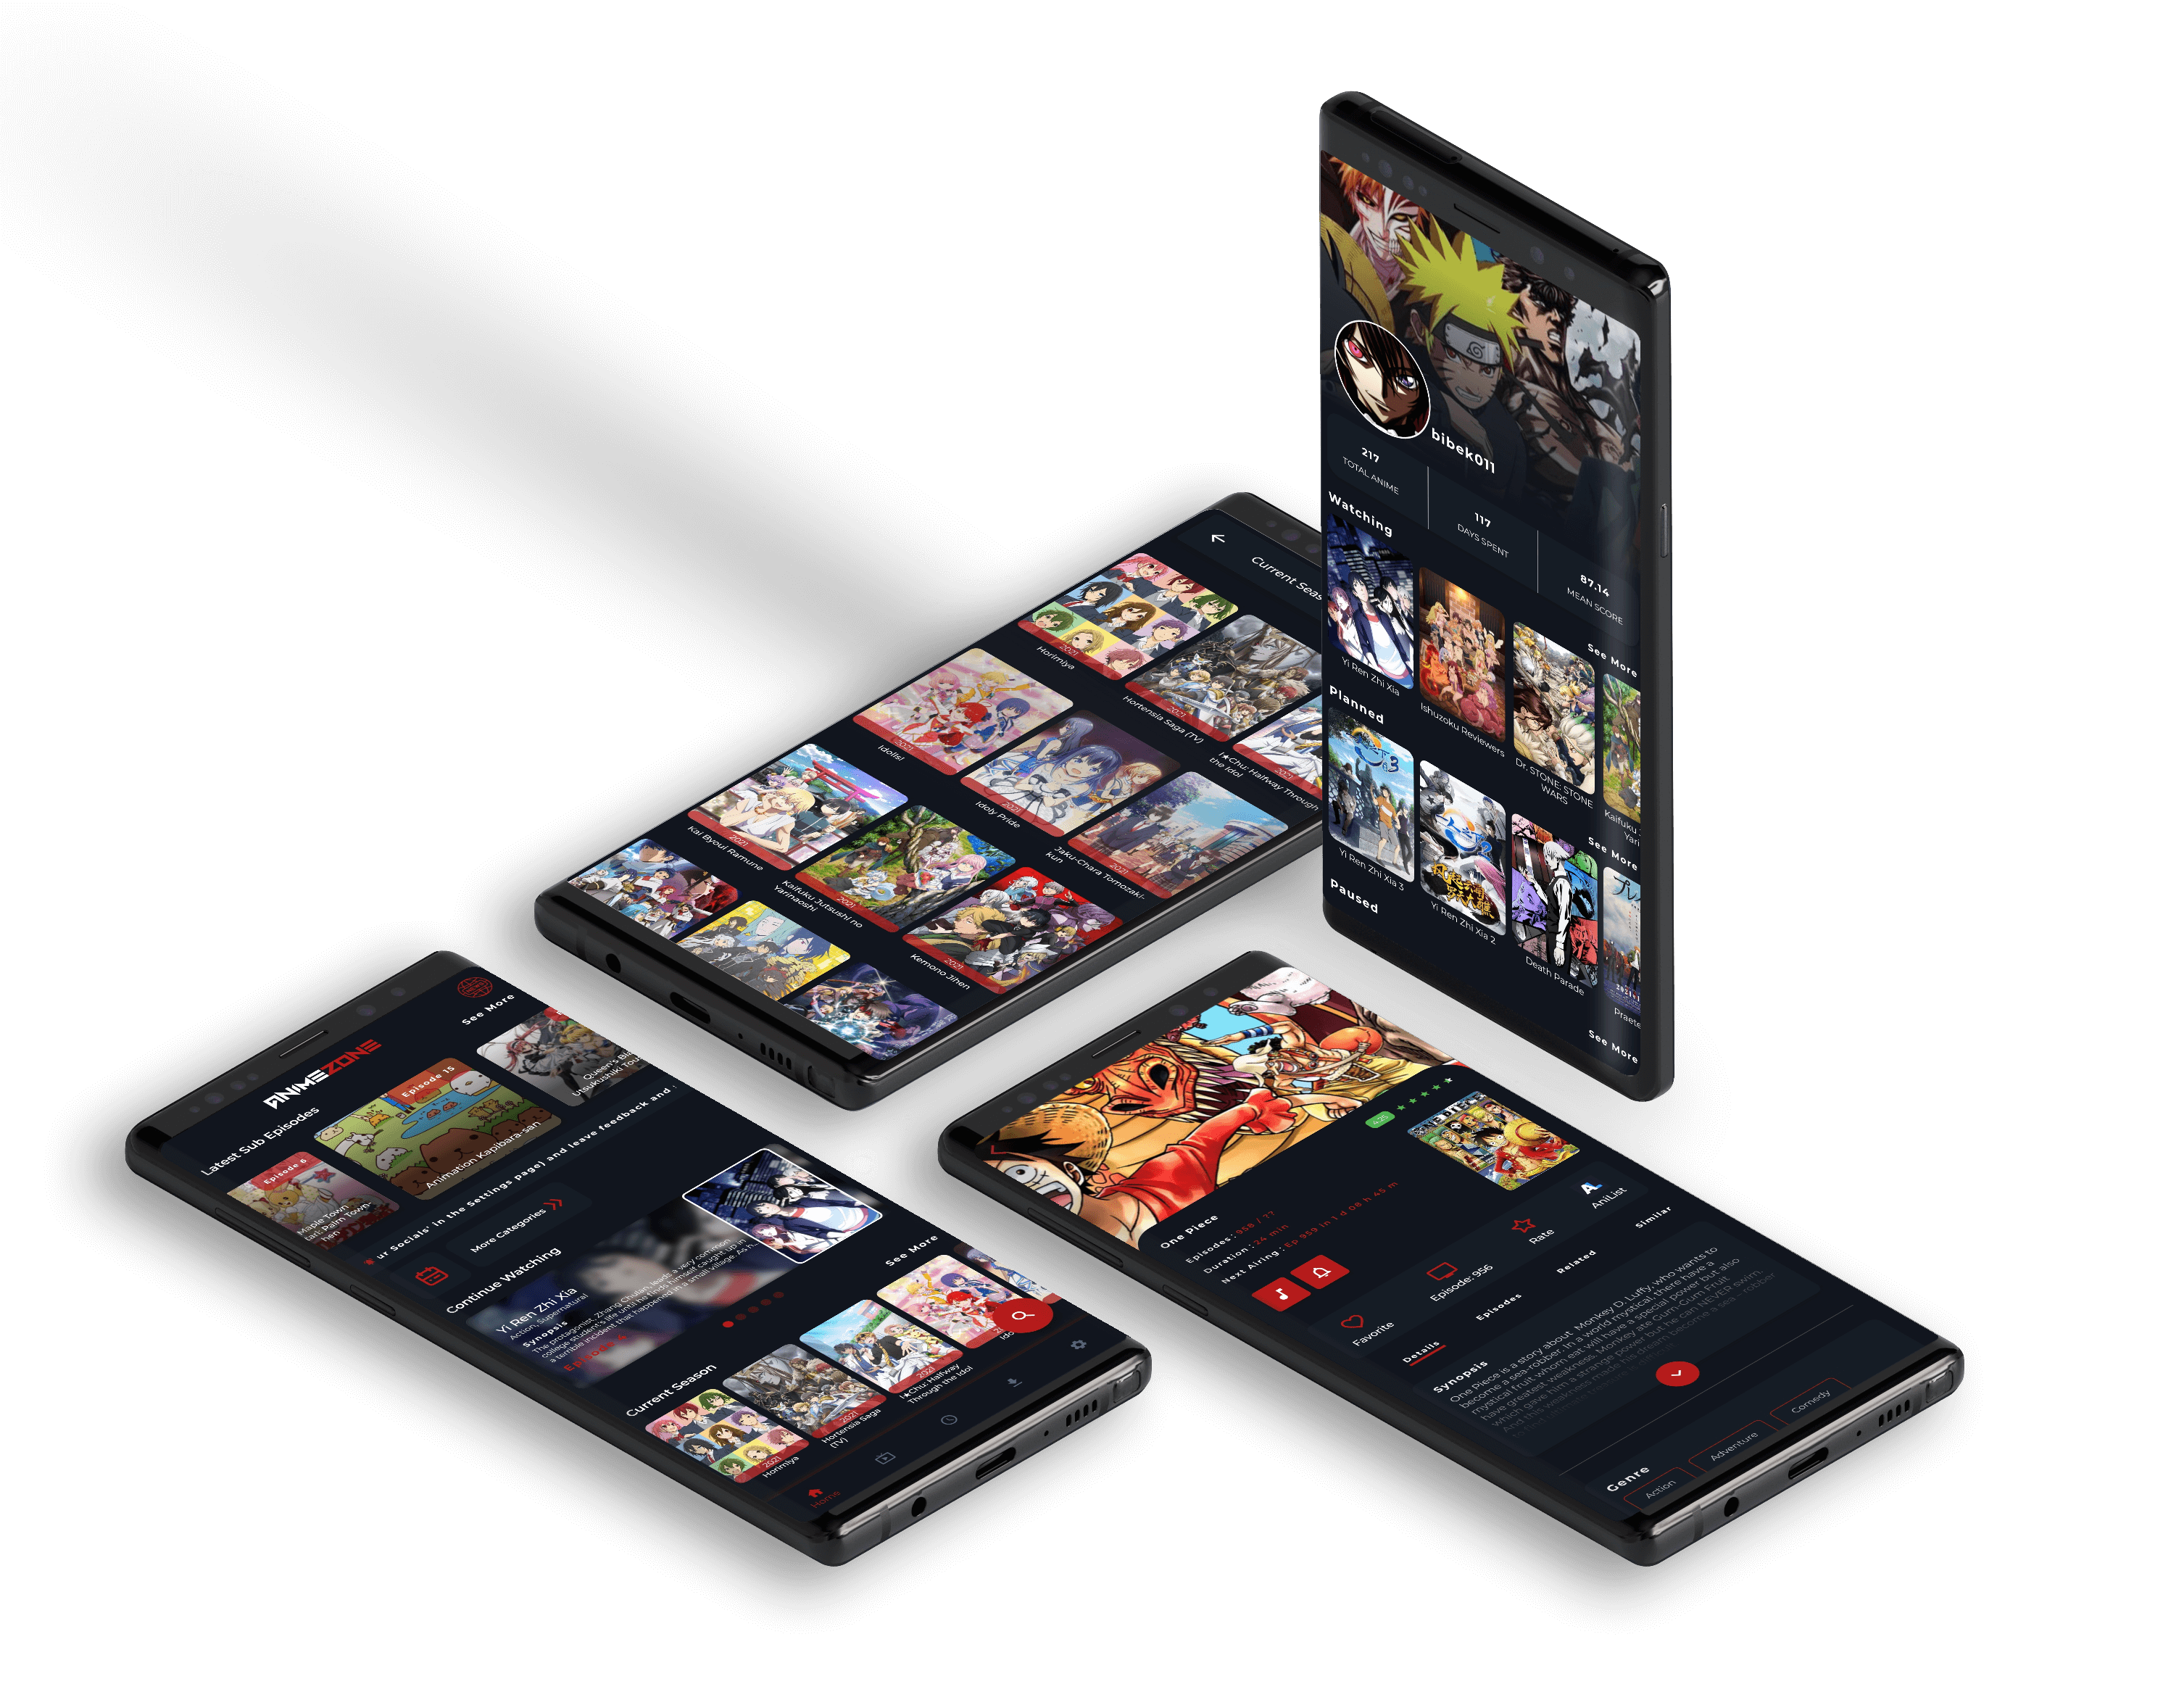 bibek011
217
TOTAL ANIME
117
DAYS SPENT
87.14
MEAN SCORE
Watching
See More
Yi Ren Zhi Xia
Ishuzoku Reviewers
Dr. STONE: STONE
WARS
Kaifuku
Yari
Planned
See More
Yi Ren Zhi Xia 3
Yi Ren Zhi Xia 2
Death Parade
Praete
Paused
See More
Current Seas
2021
Horimiya
2021
Hortensia Saga (TV)
I★Chu: Halfway Through
the Idol
2021
Idolls!
2021
Idoly Pride
2021
Jaku-Chara Tomozaki-
kun
2021
Kai Byoui Ramune
2021
Kaifuku Jutsushi no
Yarinaoshi
2021
Kemono Jihen
ANIMEZONE
Latest Sub Episodes
See More
Episode 6
Maple Town
Palm Town-
hen
Episode 15
Animation Kapibara-san
Queen's Bl
Utsukushiki Tou
ur Socials' in the Settings page) and leave feedback and
More Categories
Continue Watching
Yi Ren Zhi Xia
Action, Supernatural
Synopsis
The protagonist, Zhang Chulan, leads a very common
college student's life until he finds himself caught up in
a terrible incident that happened in a small village. As h
Episode
Current Season
See More
2021
Horimiya
2021
Hortensia Saga
(TV)
2021
I★Chu: Halfway
Through the Idol
2021
Ido
Home
One Piece
Episodes : 958 / ??
Duration : 24 min
Next Airing : Ep 959 in 1 d 08 h 45 m
Favorite
Episode: 956
Rate
AniList
Details
Episodes
Related
Similar
Synopsis
One Piece is a story about Monkey D. Luffy, who wants to
become a sea-robber. In a world mystical, there have a
mystical fruit whom eat will have a special power but also
have greatest weakness. Monkey ate Gum-Gum Fruit
which gave him a strange power but he can NEVER swim.
And this weakness made his dream become a sea - robber
Genre
Action
Adventure
Comedy